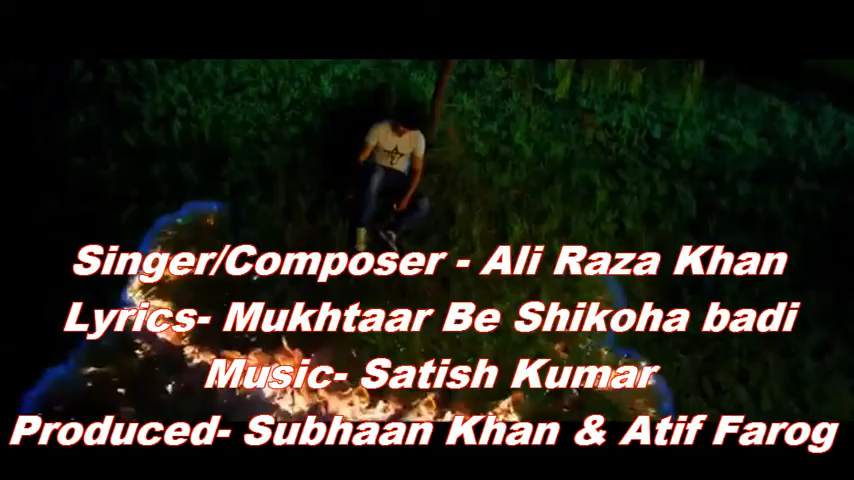 Singer/Composer - Ali Raza Khan
Lyrics- Mukhtaar Be Shikoha badi
Music- Satish Kumar
Produced- Subhaan Khan & Atif Farog